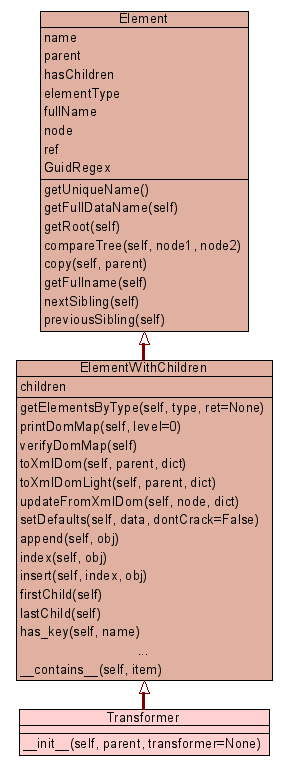 Element
name
parent
hasChildren
elementType
fullName
node
ref
GuidRegex
getUniqueName()
getFullDataName(self)
getRoot(self)
compareTree(self, node1, node2)
copy(self, parent)
getFullname(self)
nextSibling(self)
previousSibling(self)
ElementWithChildren
children
getElementsByType(self, type, ret=None)
printDomMap(self, level=0)
verifyDomMap(self)
toXmlDom(self, parent, dict)
toXmlDomLight(self, parent, dict)
updateFromXmlDom(self, node, dict)
setDefaults(self, data, dontCrack=False)
append(self, obj)
index(self, obj)
insert(self, index, obj)
firstChild(self)
lastChild(self)
has_key(self, name)
...
__contains__(self, item)
Transformer
__init__(self, parent, transformer=None)